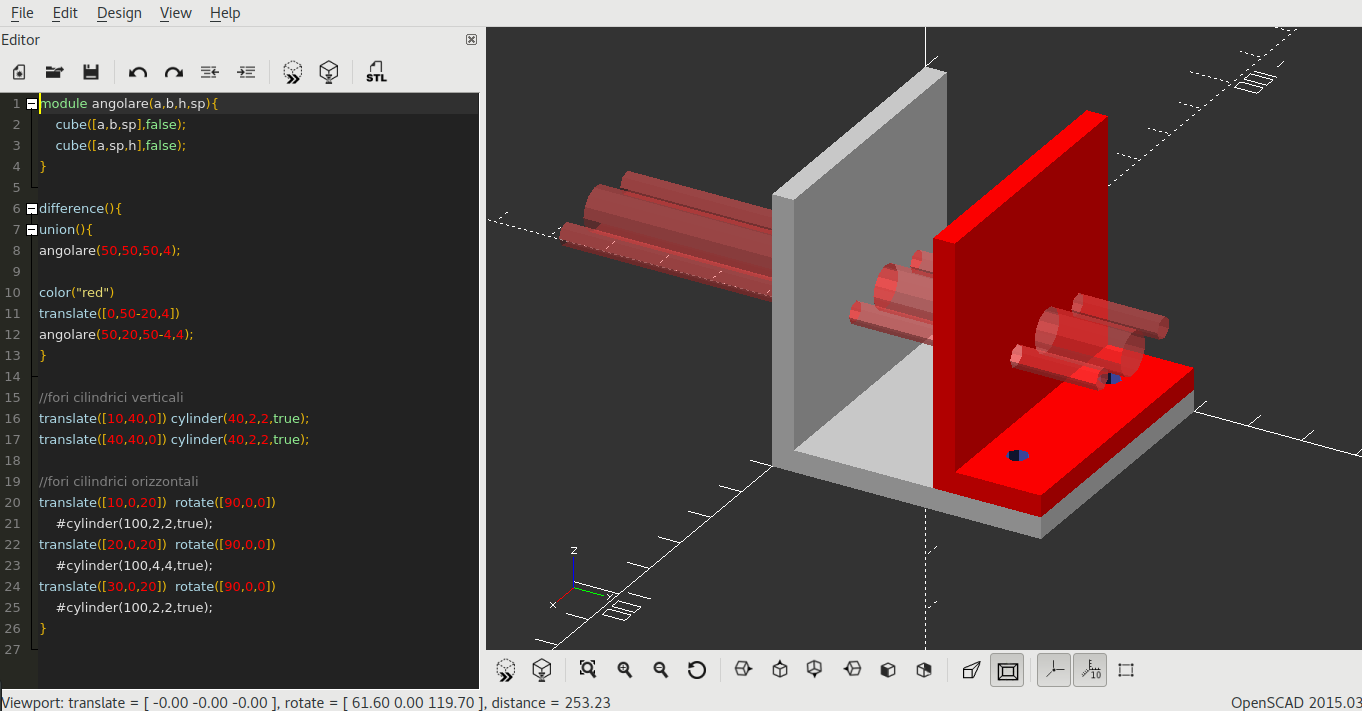 File Edit Design View Help
Editor
STL
1 module angolare(a,b,h,sp){
2 cube([a,b,sp],false);
3 cube([a,sp,h],false);
4 }
5
6 difference(){
7 union(){
8 angolare(50,50,50,4);
9
10 color("red")
11 translate([0,50-20,4])
12 angolare(50,20,50-4,4);
13 }
14
15 //fori cilindrici verticali
16 translate([10,40,0]) cylinder(40,2,2,true);
17 translate([40,40,0]) cylinder(40,2,2,true);
18
19 //fori cilindrici orizzontali
20 translate([10,0,20]) rotate([90,0,0])
21 #cylinder(100,2,2,true);
22 translate([20,0,20]) rotate([90,0,0])
23 #cylinder(100,4,4,true);
24 translate([30,0,20]) rotate([90,0,0])
25 #cylinder(100,2,2,true);
26 }
27
z
x
y
10
Viewport: translate = [ -0.00 -0.00 -0.00 ], rotate = [ 61.60 0.00 119.70 ], distance = 253.23
OpenSCAD 2015.03